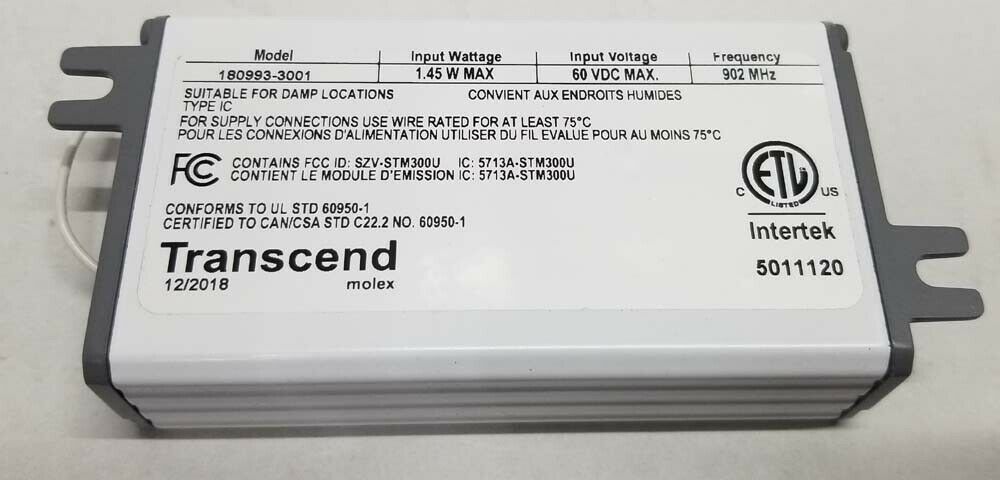 Model Input Wattage Input Voltage Frequency
180993-3001 1.45 W MAX 60 VDC MAX. 902 MHz
SUITABLE FOR DAMP LOCATIONS CONVIENT AUX ENDROITS HUMIDES
TYPE IC
FOR SUPPLY CONNECTIONS USE WIRE RATED FOR AT LEAST 75°C
POUR LES CONNEXIONS D'ALIMENTATION UTILISER DU FIL EVALUE POUR AU MOINS 75°C
FCC CONTAINS FCC ID: SZV-STM300U IC: 5713A-STM300U
CONTIENT LE MODULE D'EMISSION IC: 5713A-STM300U
C ETL US
LISTED
Intertek
5011120
CONFORMS TO UL STD 60950-1
CERTIFIED TO CAN/CSA STD C22.2 NO. 60950-1
Transcend
12/2018 molex